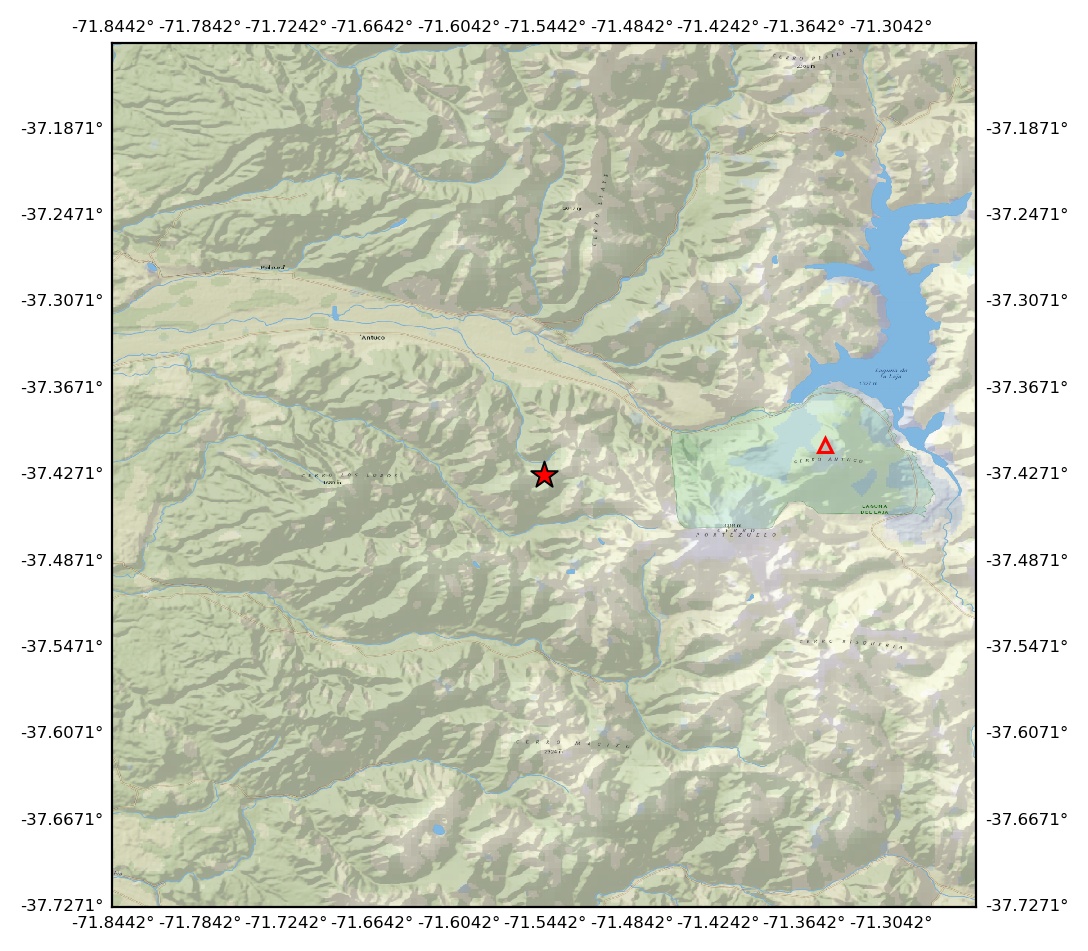 -71.8442° -71.7842° -71.7242° -71.6642° -71.6042° -71.5442° -71.4842° -71.4242° -71.3642° -71.3042°
-37.1871° -37.1871°
-37.2471° -37.2471°
-37.3071° -37.3071°
Antuco
Laguna de
la Laja
-37.3671° -37.3671°
CERRO ANTUCO
-37.4271° -37.4271°
CERRO LOS LOROS
LAGUNA
DEL LAJA
CERRO
PORTEZUELO
-37.4871° -37.4871°
-37.5471° -37.5471°
-37.6071° -37.6071°
-37.6671° -37.6671°
-37.7271° -37.7271°
-71.8442° -71.7842° -71.7242° -71.6642° -71.6042° -71.5442° -71.4842° -71.4242° -71.3642° -71.3042°